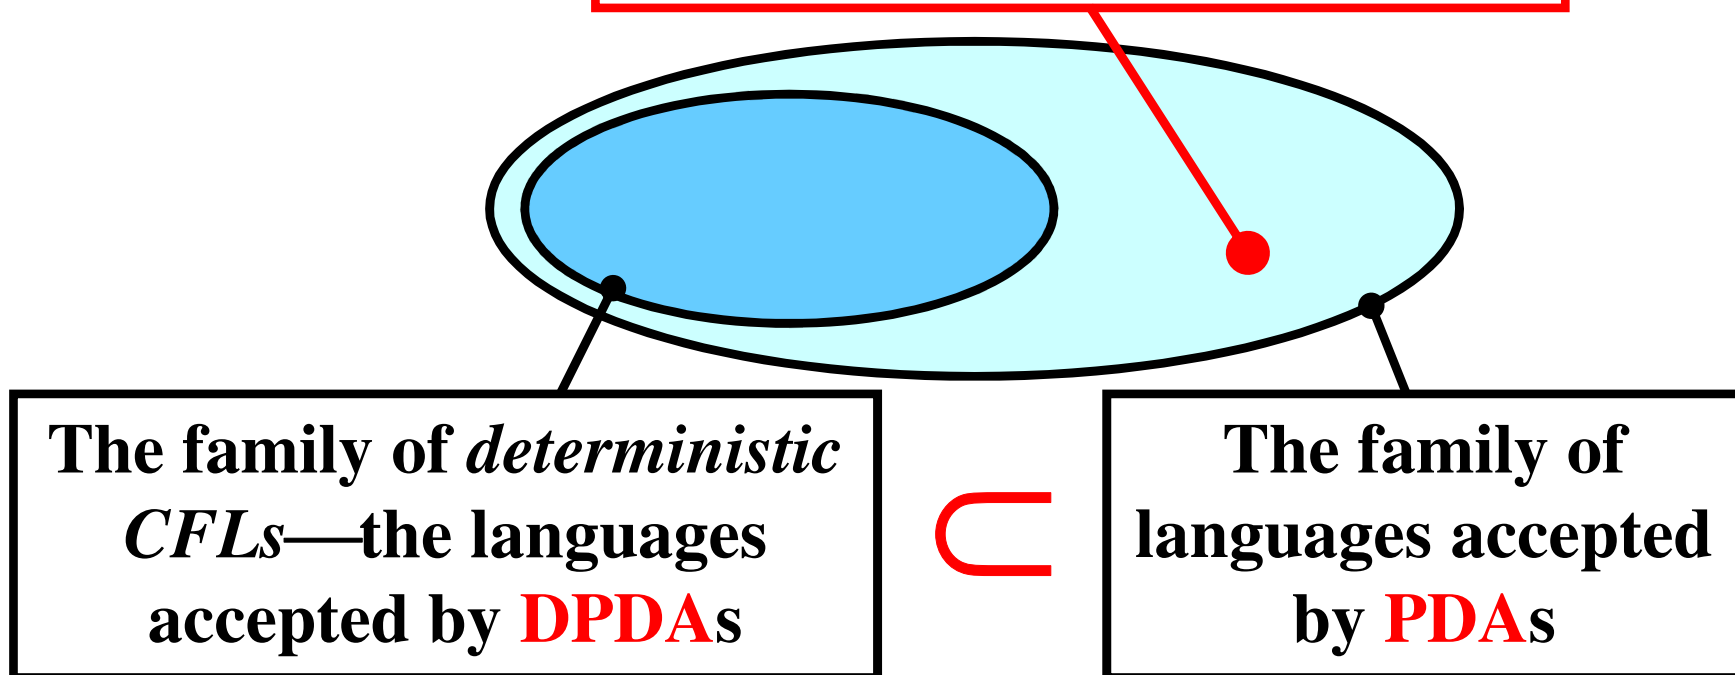 The family of deterministic
CFLs—the languages
accepted by DPDAs
⊂
The family of
languages accepted
by PDAs